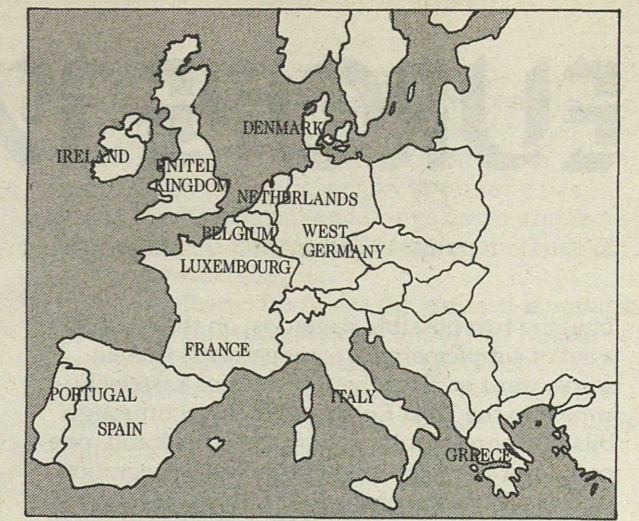 DENMARK
IRELAND
UNITED
KINGDOM
NETHERLANDS
BELGIUM
WEST
GERMANY
LUXEMBOURG
FRANCE
PORTUGAL
SPAIN
ITALY
GREECE